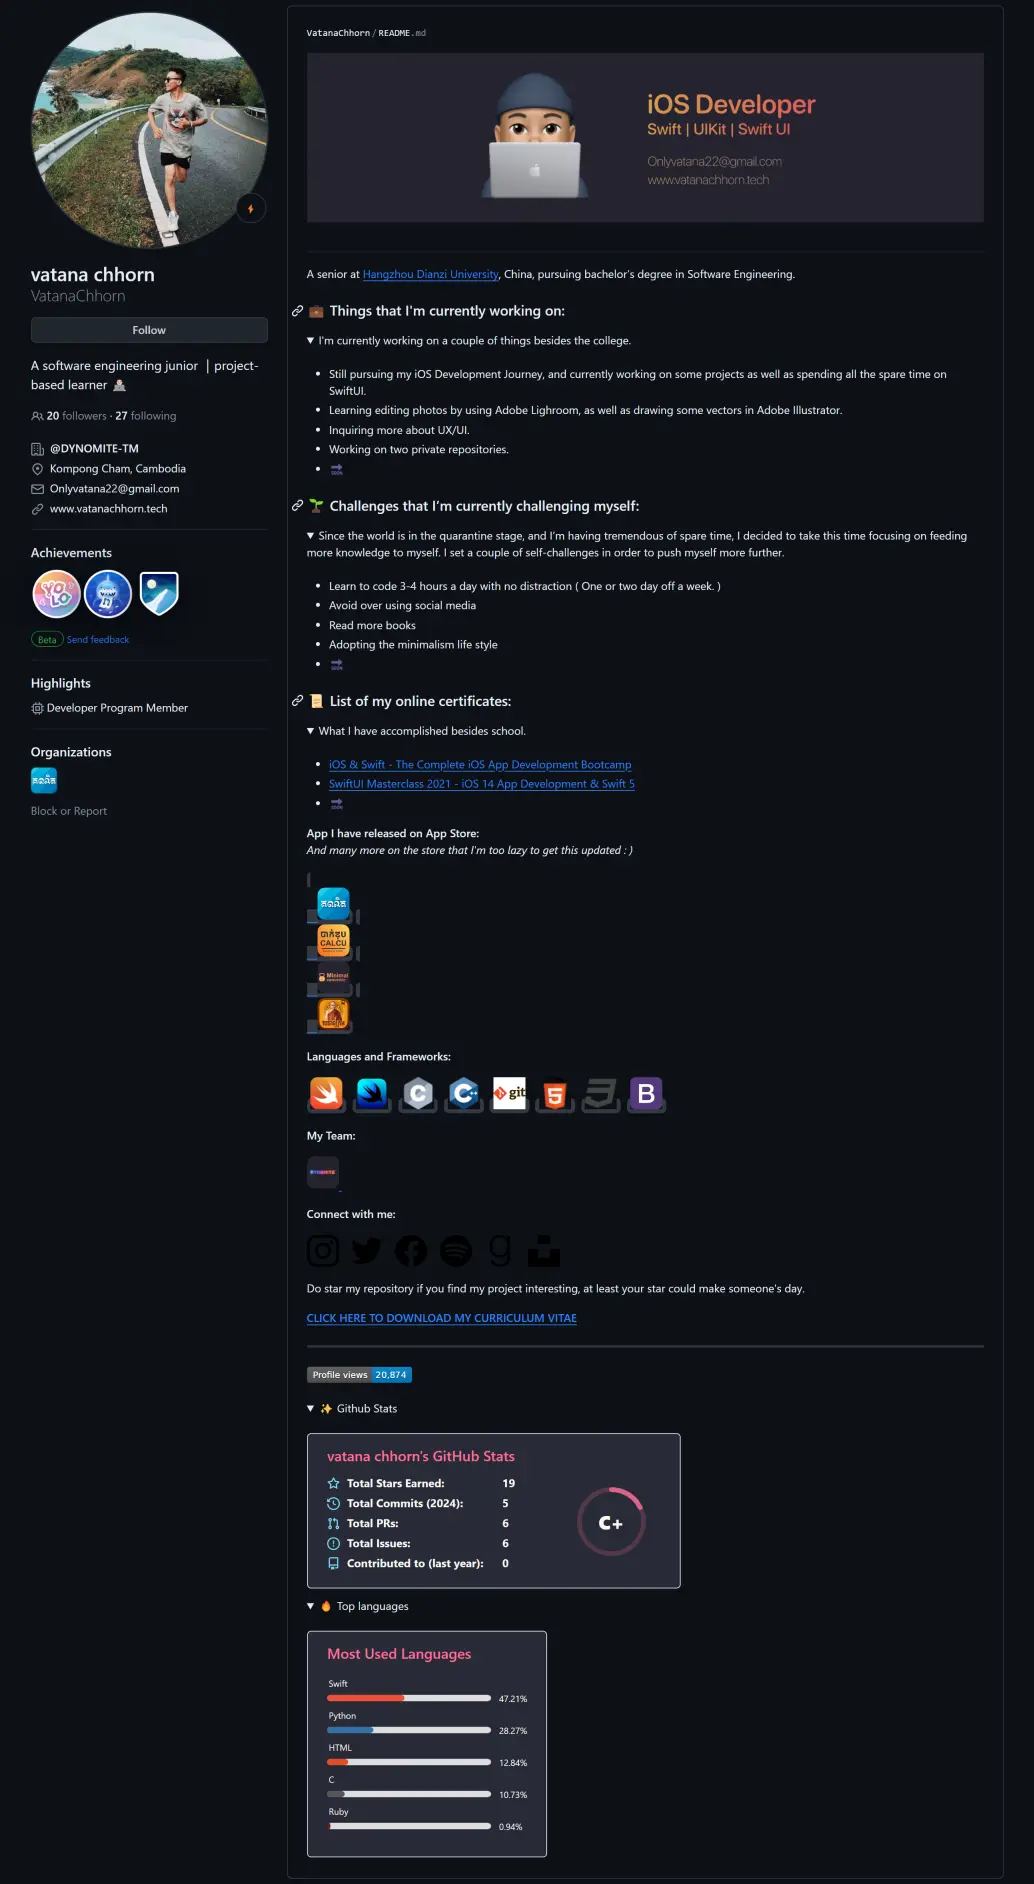 vatana chhorn
VatanaChhorn
Follow
A software engineering junior | project-
based learner
20 followers · 27 following
@DYNOMITE-TM
Kompong Cham, Cambodia
Onlyvatana22@gmail.com
www.vatanachhorn.tech
Achievements
YOLO
Beta Send feedback
Highlights
Developer Program Member
Organizations
Block or Report
VatanaChhorn / README.md
iOS Developer
Swift | UIKit | Swift UI
Onlyvatana22@gmail.com
www.vatanachhorn.tech
A senior at Hangzhou Dianzi University, China, pursuing bachelor's degree in Software Engineering.
Things that I'm currently working on:
I'm currently working on a couple of things besides the college.
Still pursuing my iOS Development Journey, and currently working on some projects as well as spending all the spare time on
SwiftUI.
Learning editing photos by using Adobe Lighroom, as well as drawing some vectors in Adobe Illustrator.
Inquiring more about UX/UI.
Working on two private repositories.
SOON
Challenges that I'm currently challenging myself:
Since the world is in the quarantine stage, and I'm having tremendous of spare time, I decided to take this time focusing on feeding
more knowledge to myself. I set a couple of self-challenges in order to push myself more further.
Learn to code 3-4 hours a day with no distraction ( One or two day off a week. )
Avoid over using social media
Read more books
Adopting the minimalism life style
SOON
List of my online certificates:
What I have accomplished besides school.
iOS & Swift - The Complete iOS App Development Bootcamp
SwiftUI Masterclass 2021 - iOS 14 App Development & Swift 5
SOON
App I have released on App Store:
And many more on the store that I'm too lazy to get this updated : )
គណិត
CALCU
Minimal
Languages and Frameworks:
C C++ git 5 3 B
My Team:
DYNOMITE
Connect with me:
Do star my repository if you find my project interesting, at least your star could make someone's day.
CLICK HERE TO DOWNLOAD MY CURRICULUM VITAE
Profile views 20,874
Github Stats
vatana chhorn's GitHub Stats
Total Stars Earned: 19
Total Commits (2024): 5
Total PRs: 6
Total Issues: 6
Contributed to (last year): 0
C+
Top languages
Most Used Languages
Swift
47.21%
Python
28.27%
HTML
12.84%
C
10.73%
Ruby
0.94%